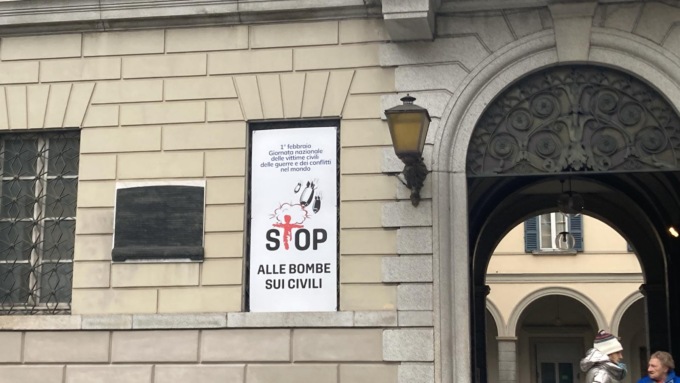 1° febbraio
Giornata nazionale
delle vittime civili
delle guerre e dei conflitti
nel mondo
STOP
ALLE BOMBE
SUI CIVILI